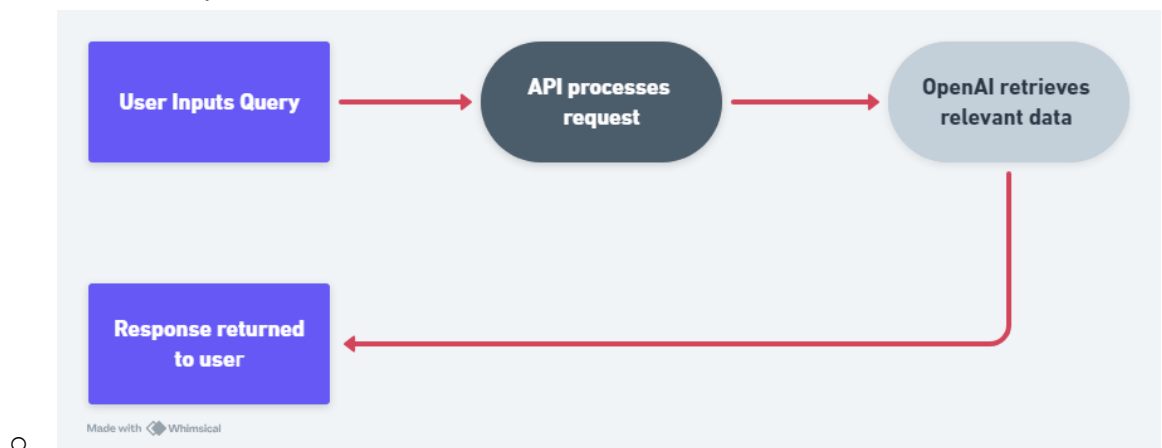 User Inputs Query
API processes
request
OpenAI retrieves
relevant data
Response returned
to user
Made with Whimsical